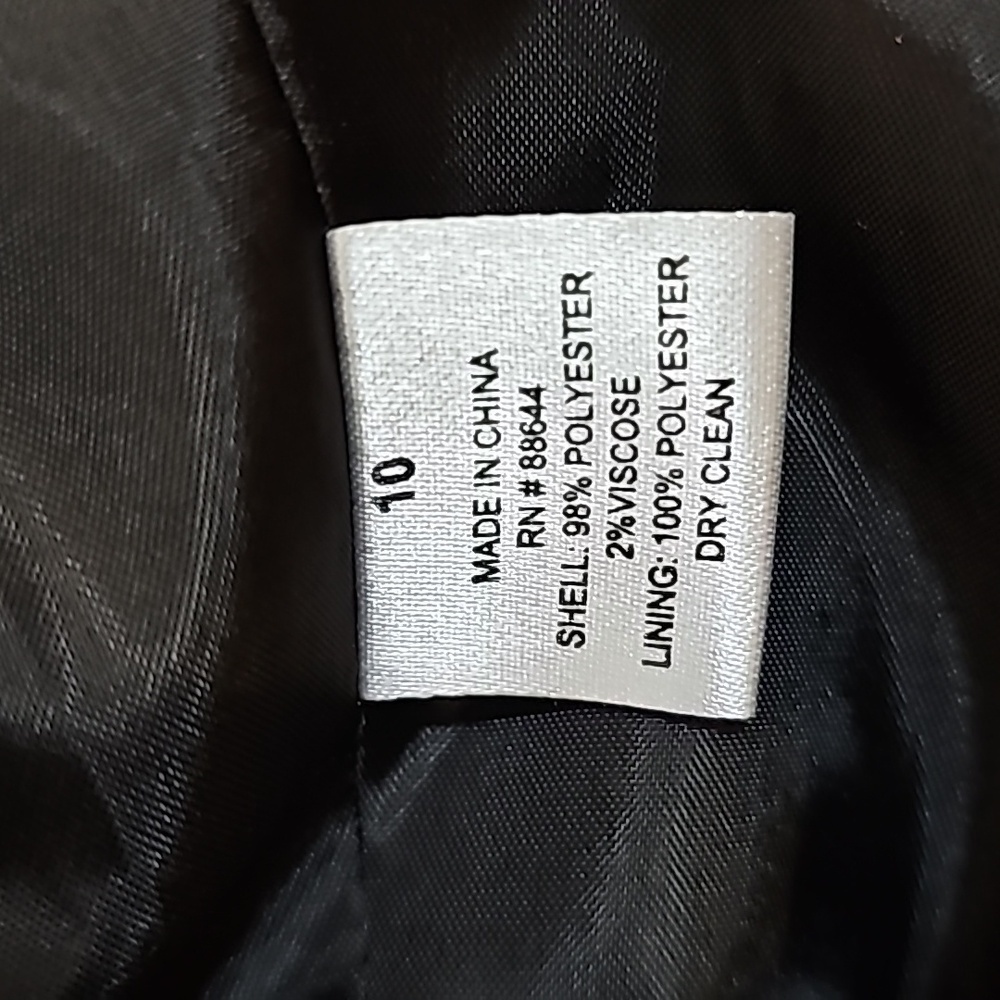 10
MADE IN CHINA
RN # 88644
SHELL: 98% POLYESTER
2%VISCOSE
LINING: 100% POLYESTER
DRY CLEAN